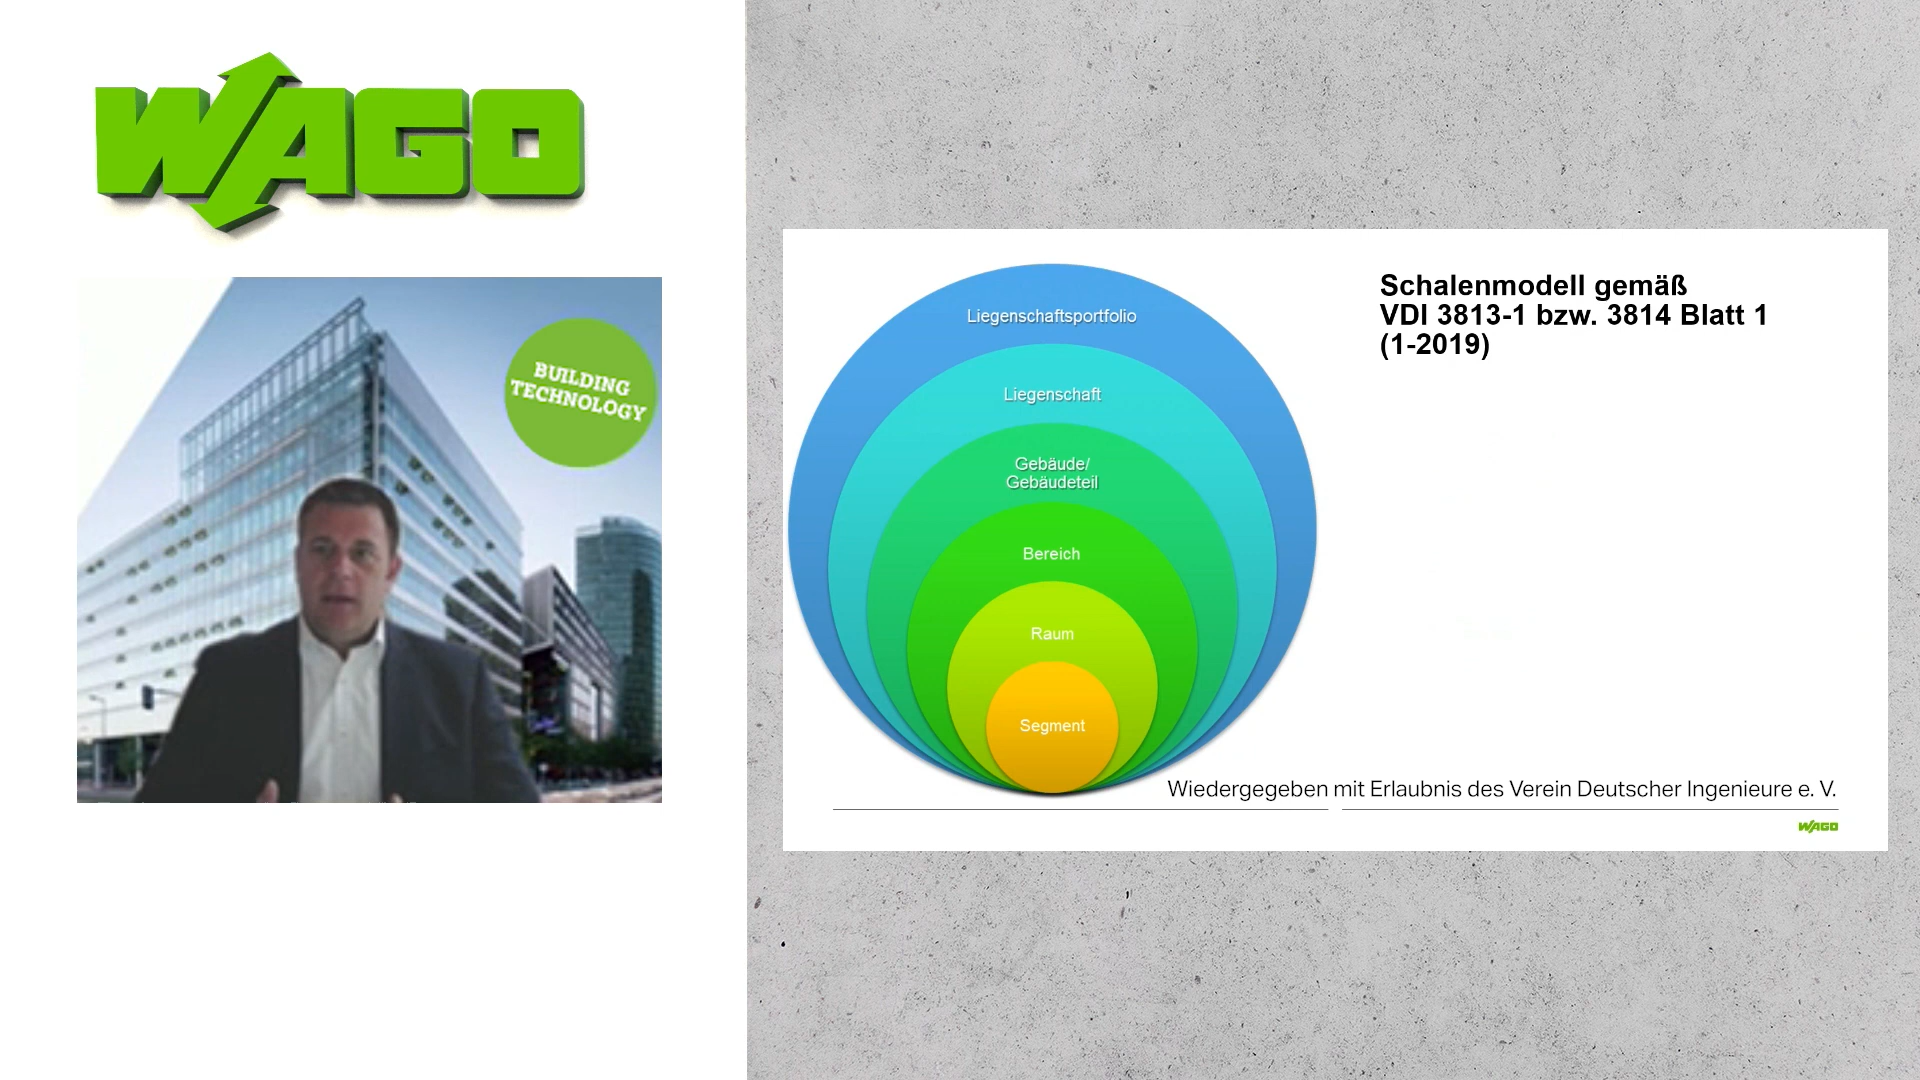 WAGO
BUILDING
TECHNOLOGY
Liegenschaftsportfolio
Liegenschaft
Gebäude/
Gebäudeteil
Bereich
Raum
Segment
Schalenmodell gemäß
VDI 3813-1 bzw. 3814 Blatt 1
(1-2019)
Wiedergegeben mit Erlaubnis des Verein Deutscher Ingenieure e. V.
WAGO